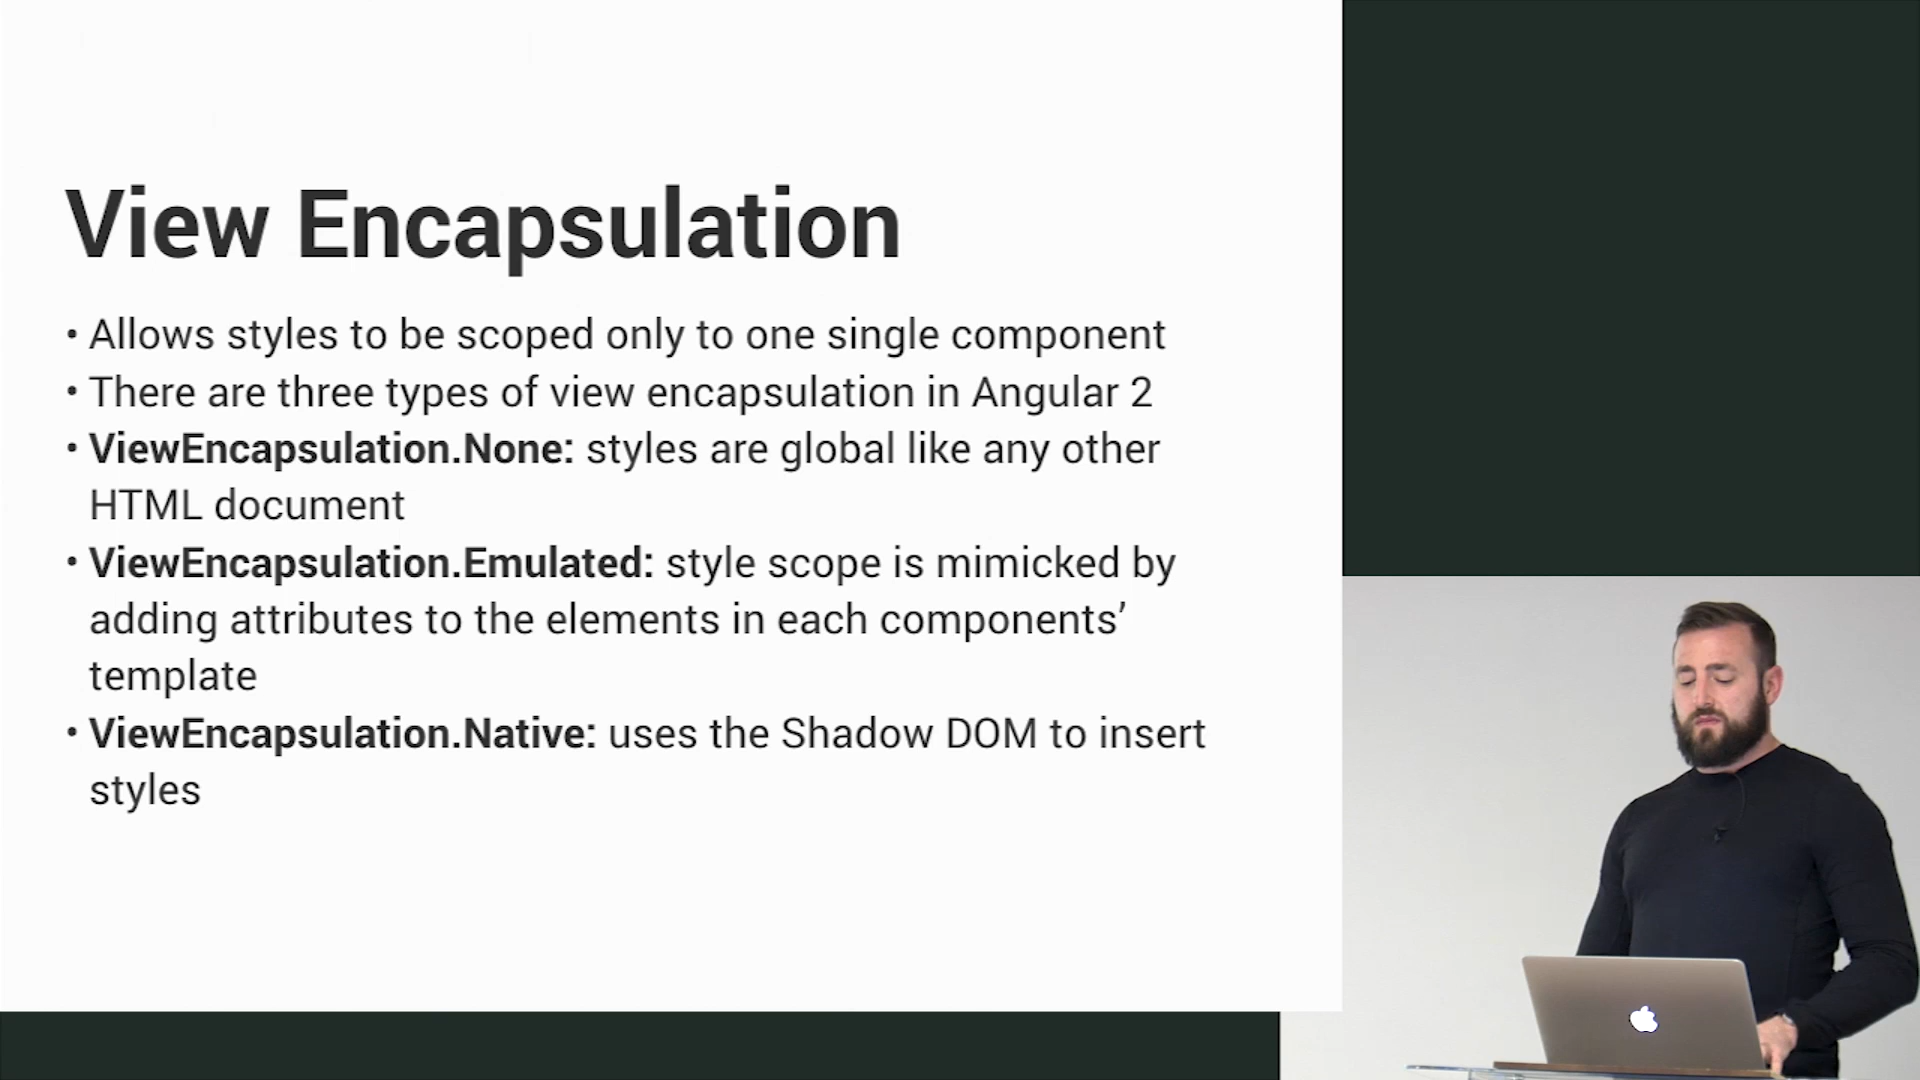 View Encapsulation
• Allows styles to be scoped only to one single component
• There are three types of view encapsulation in Angular 2
• ViewEncapsulation.None: styles are global like any other
HTML document
• ViewEncapsulation.Emulated: style scope is mimicked by
adding attributes to the elements in each components’
template
• ViewEncapsulation.Native: uses the Shadow DOM to insert
styles